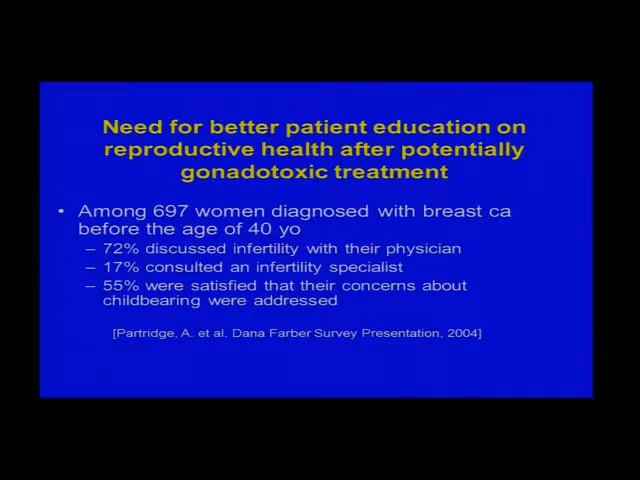 Need for better patient education on
reproductive health after potentially
gonadotoxic treatment
• Among 697 women diagnosed with breast ca
before the age of 40 yo
– 72% discussed infertility with their physician
– 17% consulted an infertility specialist
– 55% were satisfied that their concerns about
childbearing were addressed
[Partridge, A. et al. Dana Farber Survey Presentation, 2004]